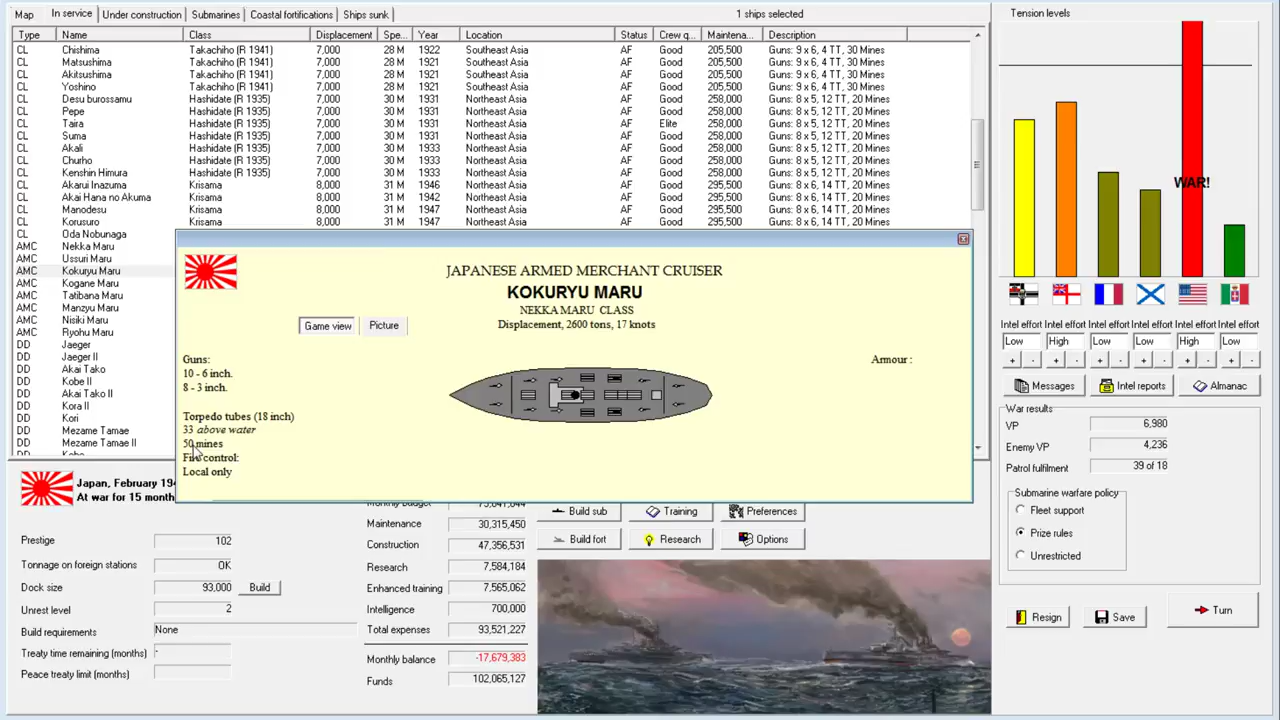 Map In service Under construction Submarines Coastal fortifications Ships sunk 1 ships selected
Type Name Class Displacement Spe... Year Location Status Crew q... Maintena... Description
CL Chishima Takachiho (R 1941) 7,000 28 M 1922 Southeast Asia AF Good 205,500 Guns: 9 x 6, 4 TT, 30 Mines
CL Matsushima Takachiho (R 1941) 7,000 28 M 1921 Southeast Asia AF Good 205,500 Guns: 9 x 6, 4 TT, 30 Mines
CL Akitsushima Takachiho (R 1941) 7,000 28 M 1921 Southeast Asia AF Good 205,500 Guns: 9 x 6, 4 TT, 30 Mines
CL Yoshino Takachiho (R 1941) 7,000 28 M 1921 Southeast Asia AF Good 205,500 Guns: 9 x 6, 4 TT, 30 Mines
CL Desu burossamu Hashidate (R 1935) 7,000 30 M 1931 Northeast Asia AF Good 258,000 Guns: 8 x 5, 12 TT, 20 Mines
CL Pepe Hashidate (R 1935) 7,000 30 M 1931 Northeast Asia AF Good 258,000 Guns: 8 x 5, 12 TT, 20 Mines
CL Taira Hashidate (R 1935) 7,000 30 M 1931 Northeast Asia AF Elite 258,000 Guns: 8 x 5, 12 TT, 20 Mines
CL Suma Hashidate (R 1935) 7,000 30 M 1931 Northeast Asia AF Good 258,000 Guns: 8 x 5, 12 TT, 20 Mines
CL Akali Hashidate (R 1935) 7,000 30 M 1933 Northeast Asia AF Good 258,000 Guns: 8 x 5, 12 TT, 20 Mines
CL Churho Hashidate (R 1935) 7,000 30 M 1933 Northeast Asia AF Good 258,000 Guns: 8 x 5, 12 TT, 20 Mines
CL Kenshin Himura Hashidate (R 1935) 7,000 30 M 1933 Northeast Asia AF Good 258,000 Guns: 8 x 5, 12 TT, 20 Mines
CL Akarui Inazuma Krisama 8,000 31 M 1946 Northeast Asia AF Good 295,500 Guns: 8 x 6, 14 TT, 20 Mines
CL Akai Hana no Akuma Krisama 8,000 31 M 1942 Northeast Asia AF Good 295,500 Guns: 8 x 6, 14 TT, 20 Mines
CL Manodesu Krisama 8,000 31 M 1947 Northeast Asia AF Good 295,500 Guns: 8 x 6, 14 TT, 20 Mines
CL Korusuro Krisama 8,000 31 M 1947 Northeast Asia AF Good 295,500 Guns: 8 x 6, 14 TT, 20 Mines
CL Oda Nobunaga
AMC Nekka Maru
AMC Ussuri Maru
AMC Kokuryu Maru
AMC Kogane Maru
AMC Tatibana Maru
AMC Manzyu Maru
AMC Nisiki Maru
AMC Ryohu Maru
DD Jaeger
DD Jaeger II
DD Akai Tako
DD Kobe II
DD Akai Tako II
DD Kora II
DD Kori
DD Mezame Tamae
DD Mezame Tamae II
JAPANESE ARMED MERCHANT CRUISER
KOKURYU MARU
NEKKA MARU CLASS
Displacement, 2600 tons, 17 knots
Game view Picture
Guns:
10 - 6 inch.
8 - 3 inch.
Armour :
Torpedo tubes (18 inch)
33 above water
50 mines
Fire control:
Local only
Japan, February 194
At war for 15 month
Prestige 102
Tonnage on foreign stations OK
Dock size 93,000 Build
Unrest level 2
Build requirements None
Treaty time remaining (months) -
Peace treaty limit (months)
Monthly budget 75,841,844
Maintenance 30,315,450
Construction 47,356,531
Research 7,584,184
Enhanced training 7,565,062
Intelligence 700,000
Total expenses 93,521,227
Monthly balance -17,679,383
Funds 102,065,127
Build sub Training Preferences
Build fort Research Options
Tension levels
WAR!
Intel effort Intel effort Intel effort Intel effort Intel effort Intel effort
Low High Low Low High Low
+ - + - + - + - + - + -
Messages Intel reports Almanac
War results
VP 6,980
Enemy VP 4,236
Patrol fulfilment 39 of 18
Submarine warfare policy
Fleet support
Prize rules
Unrestricted
Resign Save Turn